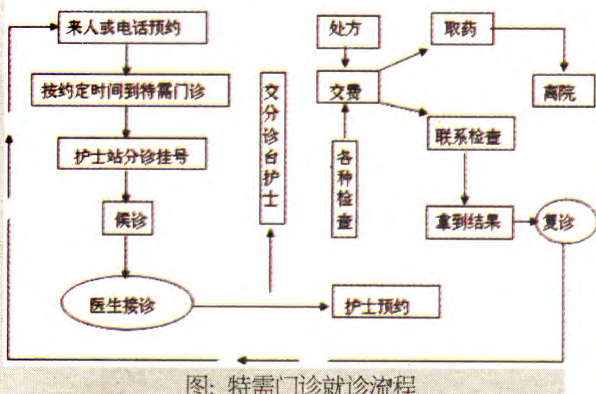 来人或电话预约
按约定时间到特需门诊
护士站分诊挂号
候诊
医生接诊
交分诊台护士
护士预约
处方
交费
各种检查
取药
离院
联系检查
拿到结果
复诊
图: 特需门诊就诊流程